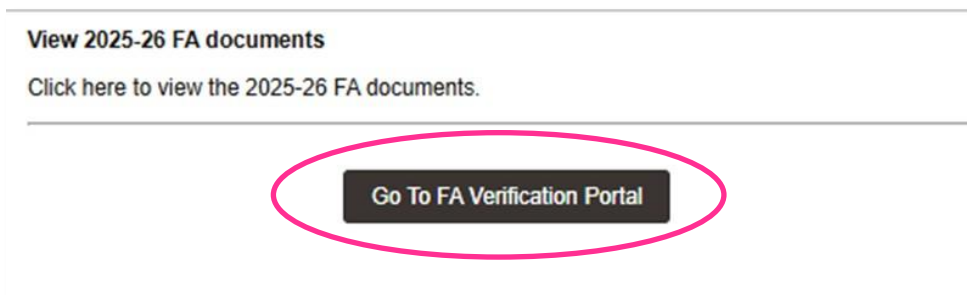 View 2025-26 FA documents
Click here to view the 2025-26 FA documents.
Go To FA Verification Portal